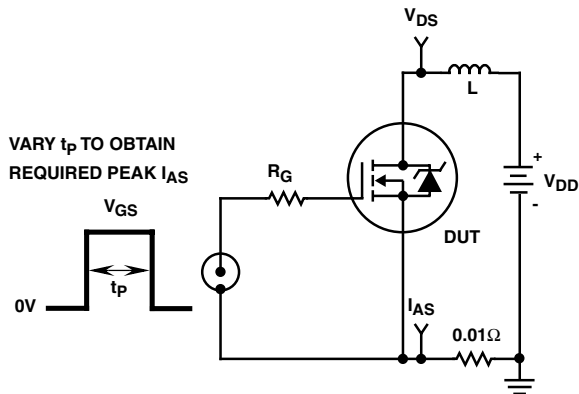 V_DS
L
VARY t_P TO OBTAIN
REQUIRED PEAK I_AS
R_G
+
V_DD
-
V_GS
DUT
t_P
0V
I_AS
0.01Ω